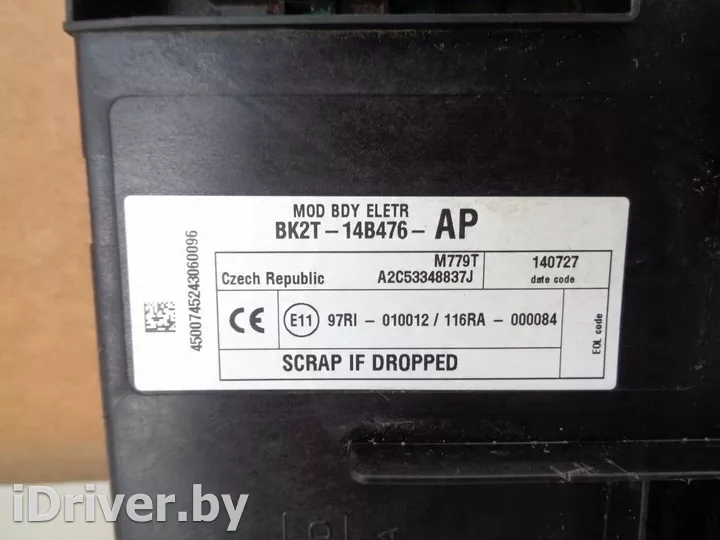 MOD BDY ELETR
BK2T-14B476- AP
M779T
Czech Republic A2C53348837J
140727
date code
CE E11 97RI - 010012 / 116RA - 000084
SCRAP IF DROPPED
EOL code
4500745243060096
iDriver.by